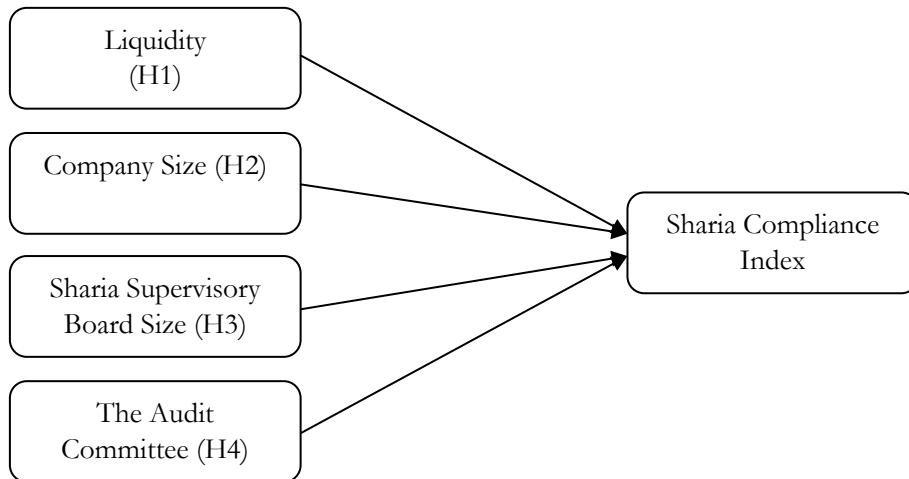 Liquidity
(H1)
Company Size (H2)
Sharia Supervisory
Board Size (H3)
The Audit
Committee (H4)
Sharia Compliance
Index